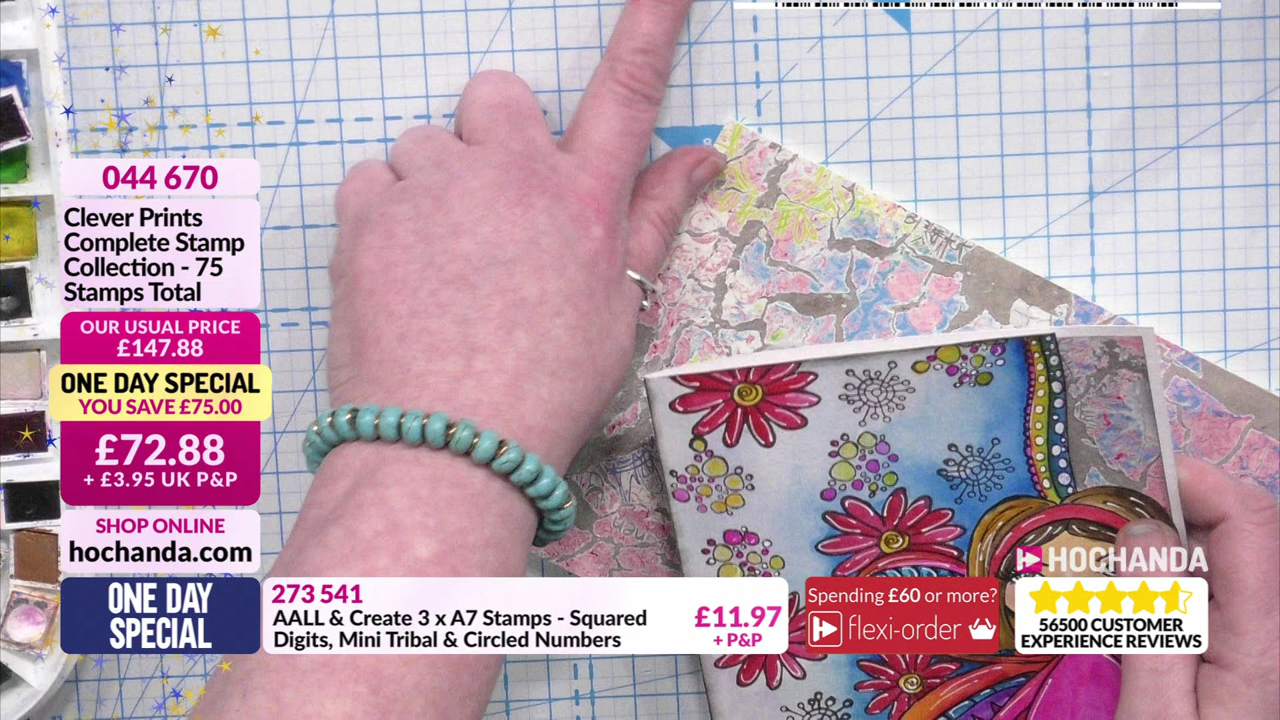 044 670
Clever Prints
Complete Stamp
Collection - 75
Stamps Total
OUR USUAL PRICE
£147.88
ONE DAY SPECIAL
YOU SAVE £75.00
£72.88
+ £3.95 UK P&P
SHOP ONLINE
hochanda.com
ONE DAY
SPECIAL
273 541
AALL & Create 3 x A7 Stamps - Squared
Digits, Mini Tribal & Circled Numbers
£11.97
+ P&P
Spending £60 or more?
flexi-order
HOCHANDA
56500 CUSTOMER
EXPERIENCE REVIEWS